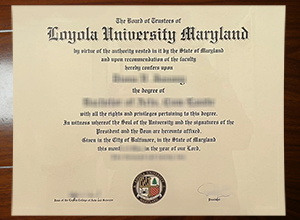 The Board of Trustees of
Loyola University Maryland
by virtue of the authority vested in it by the State of Maryland
and upon recommendation of the faculty
hereby confers upon
the degree of
with all the rights and privileges pertaining to this degree.
In witness whereof the Seal of the University and the signatures of the
President and the Dean are hereunto affixed.
Given in the City of Baltimore, in the State of Maryland
this in the year of our Lord,
President